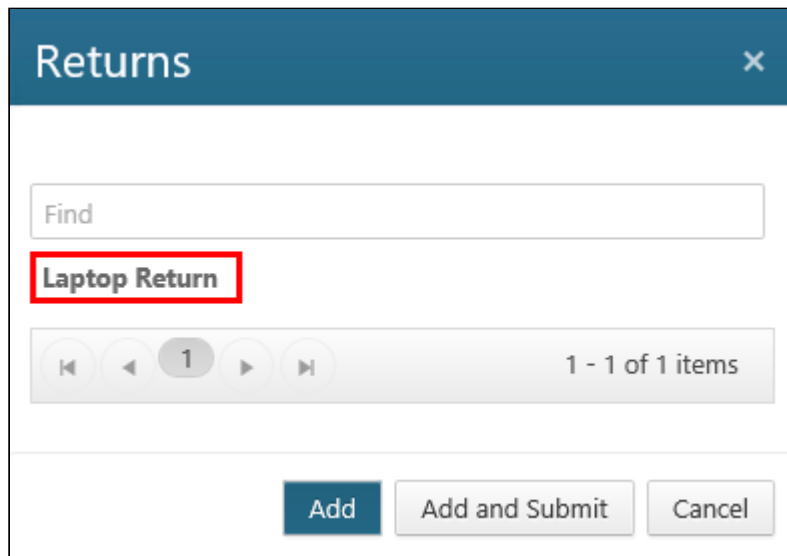 Returns
Find
Laptop Return
1 1 - 1 of 1 items
Add Add and Submit Cancel